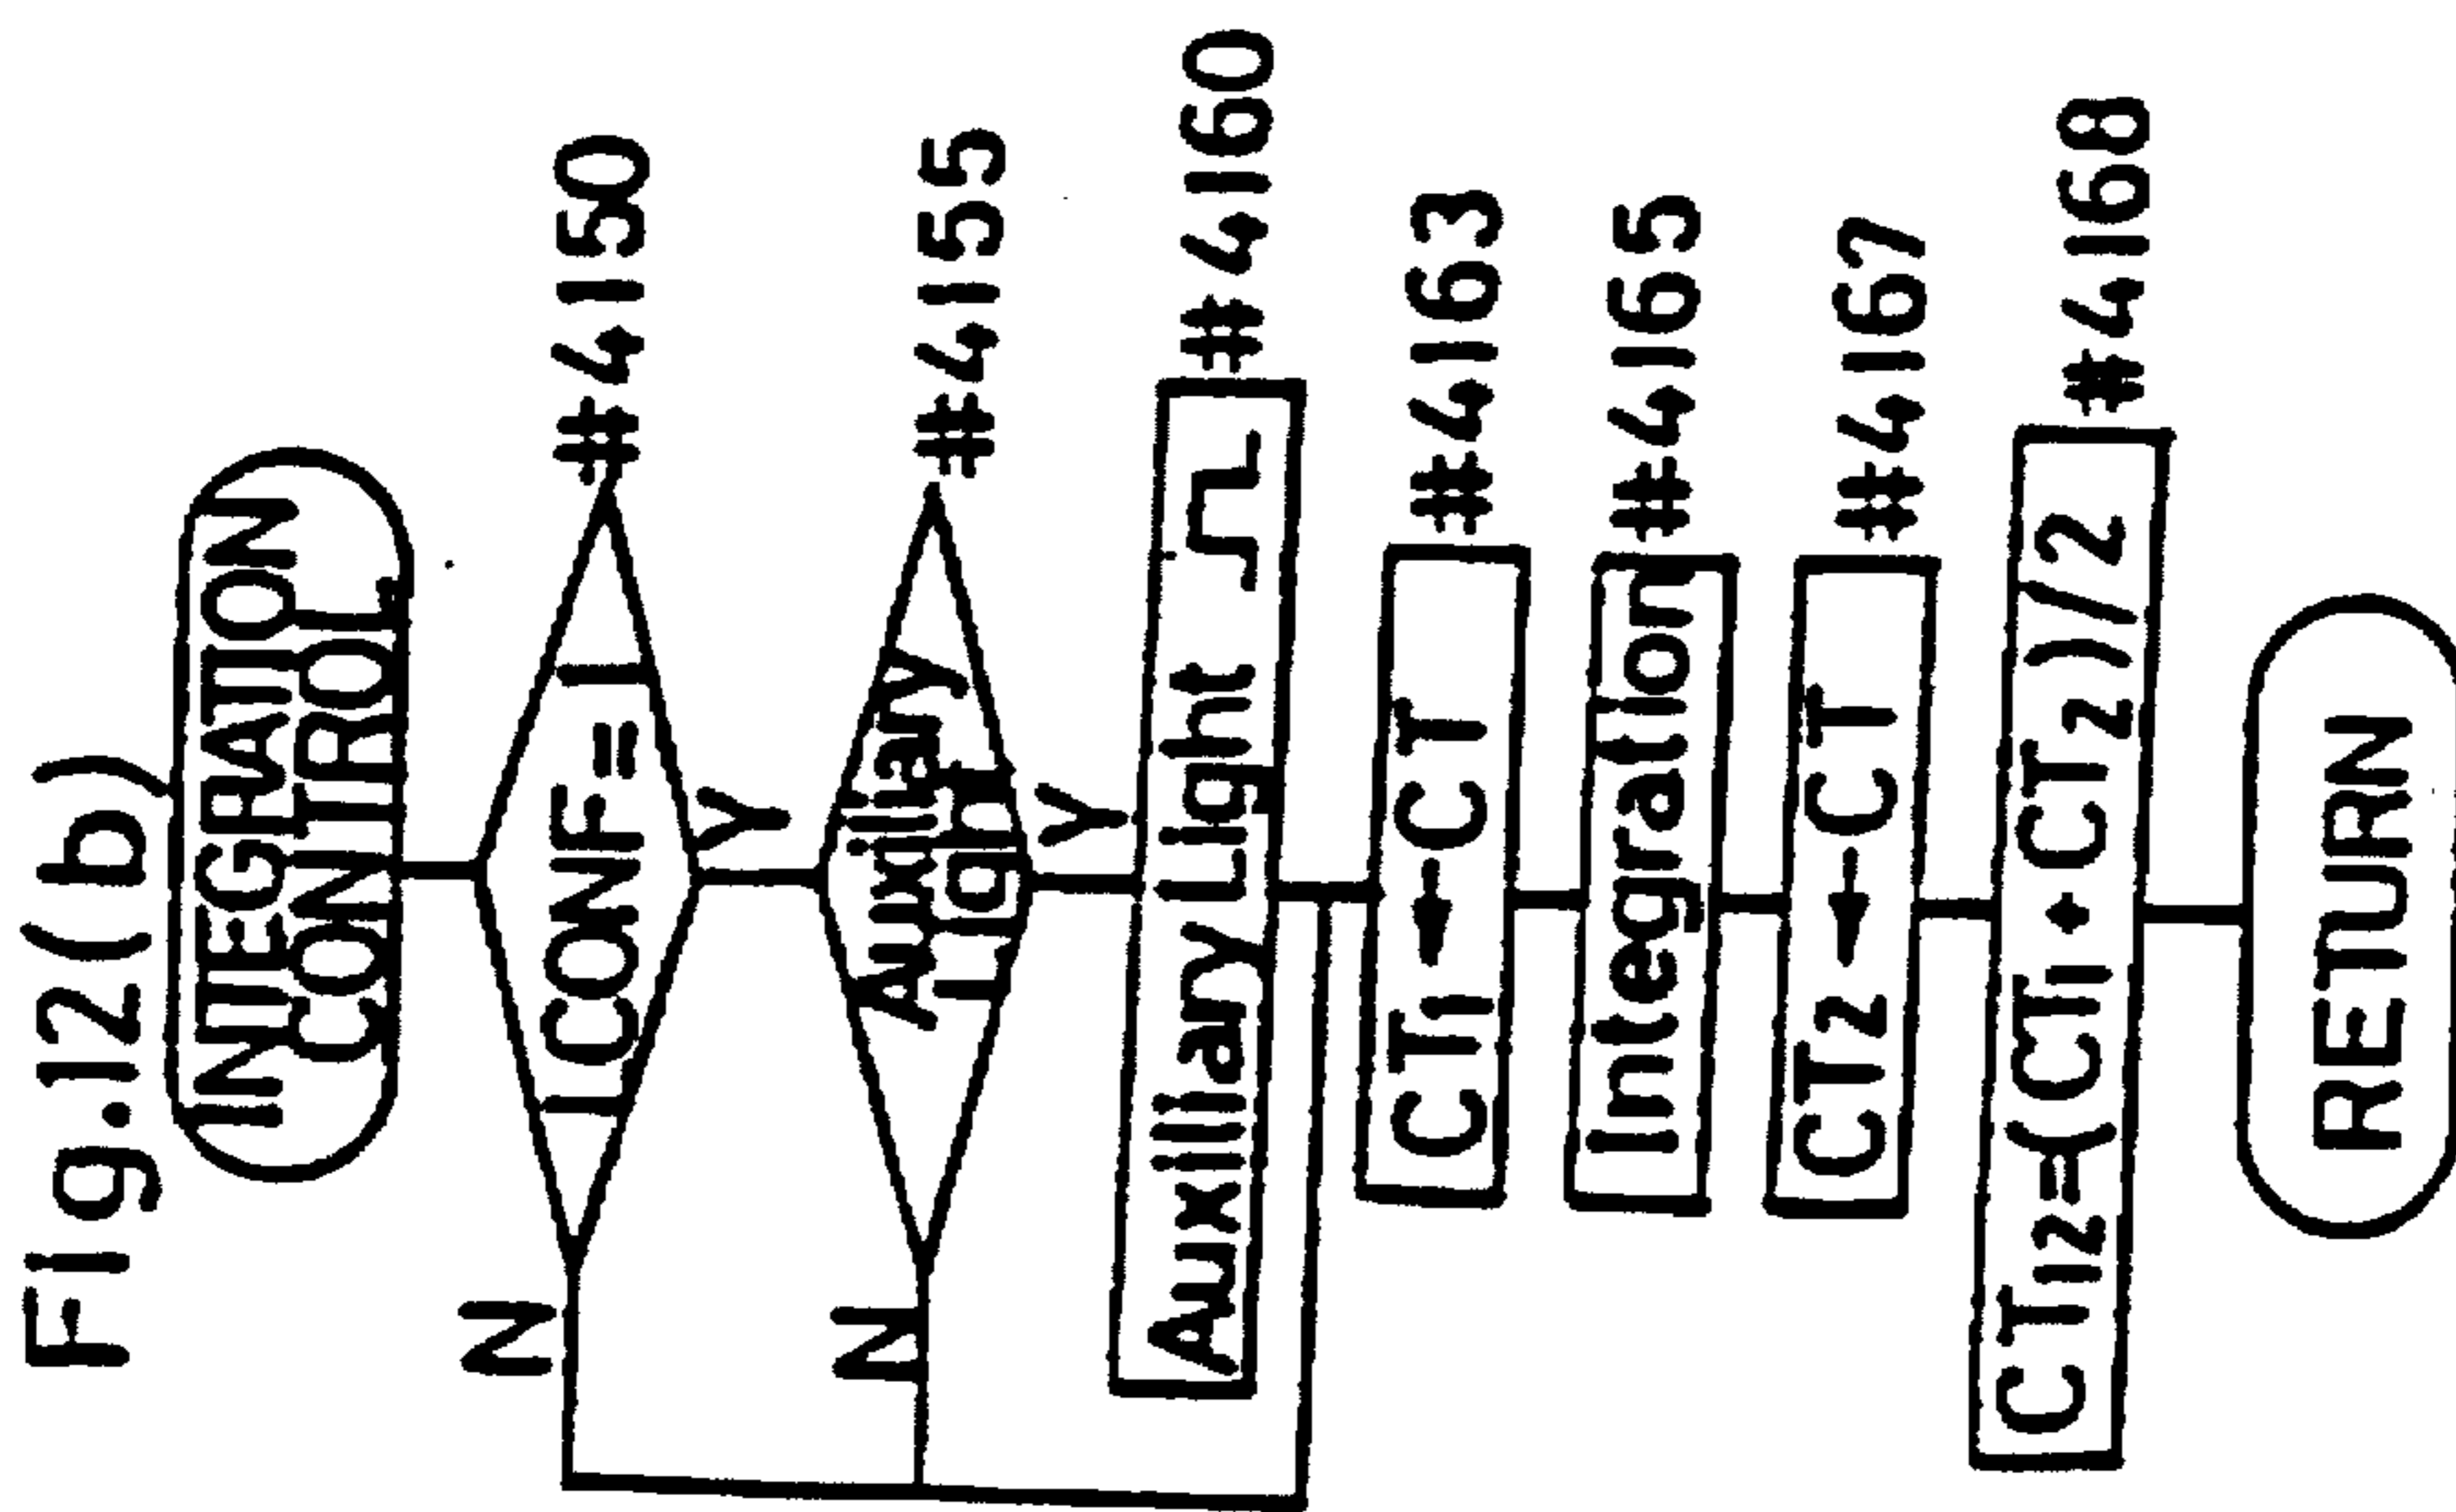 Fig.12(b)
INTEGRATION
CONTROL
LCONF=1
#4150
N
Y
Auxiliary
Light
#4155
N
Y
Auxiliary Light
#4160
CT1←CT
#4163
Integration
#4165
CT2←CT
#4167
CT12=(CT1+CT2)/2
#4168
RETURN